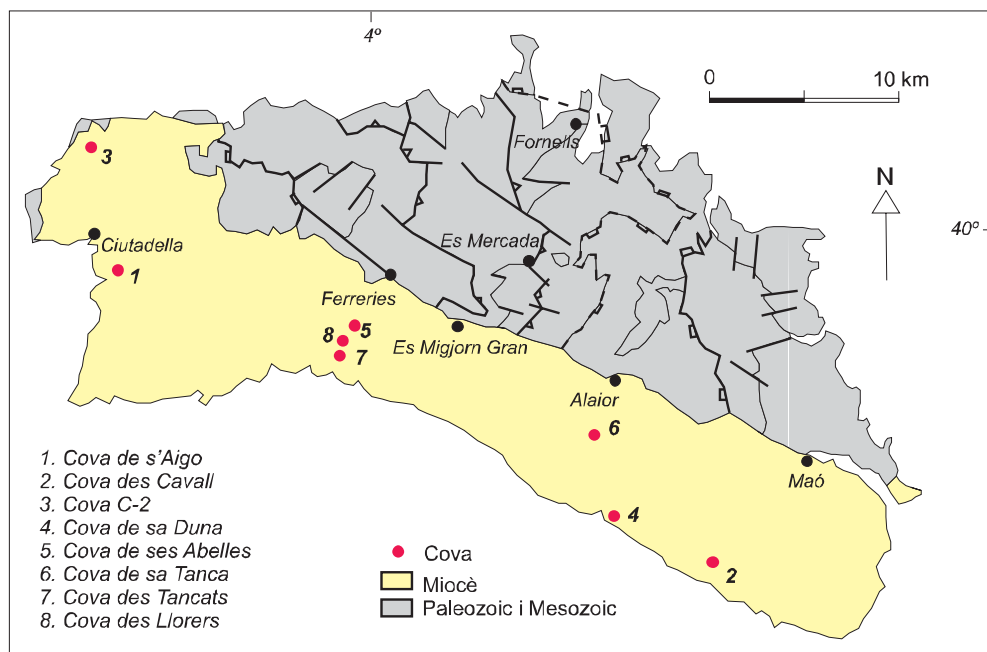 4º
0 10 km
Fornells
3
N
40º
Ciutadella
Es Mercadal
1
Ferreries
5
8
Es Migjorn Gran
7
Alaior
6
Maó
4
2
1. Cova de s'Aigo
2. Cova des Cavall
3. Cova C-2
4. Cova de sa Duna
5. Cova de ses Abelles
6. Cova de sa Tanca
7. Cova des Tancats
8. Cova des Llorers
Cova
Miocè
Paleozoic i Mesozoic